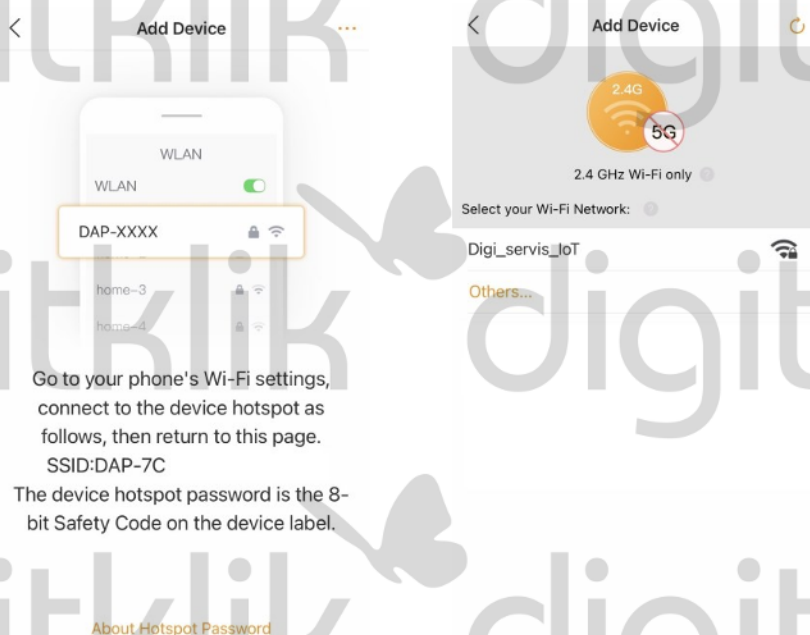 Add Device
WLAN
WLAN
DAP-XXXX
home-3
home-4
Go to your phone's Wi-Fi settings,
connect to the device hotspot as
follows, then return to this page.
SSID:DAP-7C
The device hotspot password is the 8-
bit Safety Code on the device label.
About Hotspot Password
Add Device
2.4G
5G
2.4 GHz Wi-Fi only
Select your Wi-Fi Network:
Digi_servis_IoT
Others...
digitklik